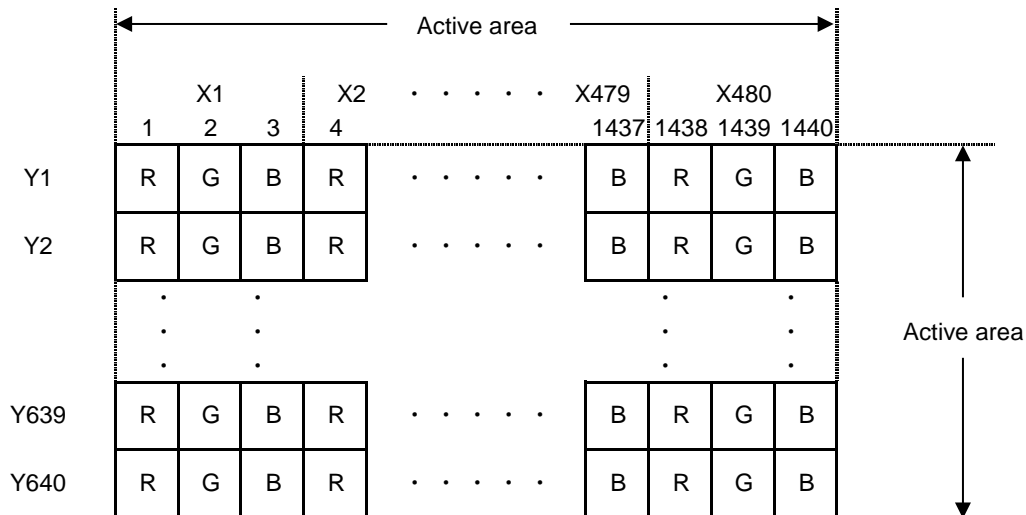 Active area
X1 X2 · · · · · X479 X480
1 2 3 4 1437 1438 1439 1440
Y1 R G B R · · · · · B R G B
Y2 R G B R · · · · · B R G B
· · · ·
· · · ·
Active area
· · · ·
Y639 R G B R · · · · · B R G B
Y640 R G B R · · · · · B R G B